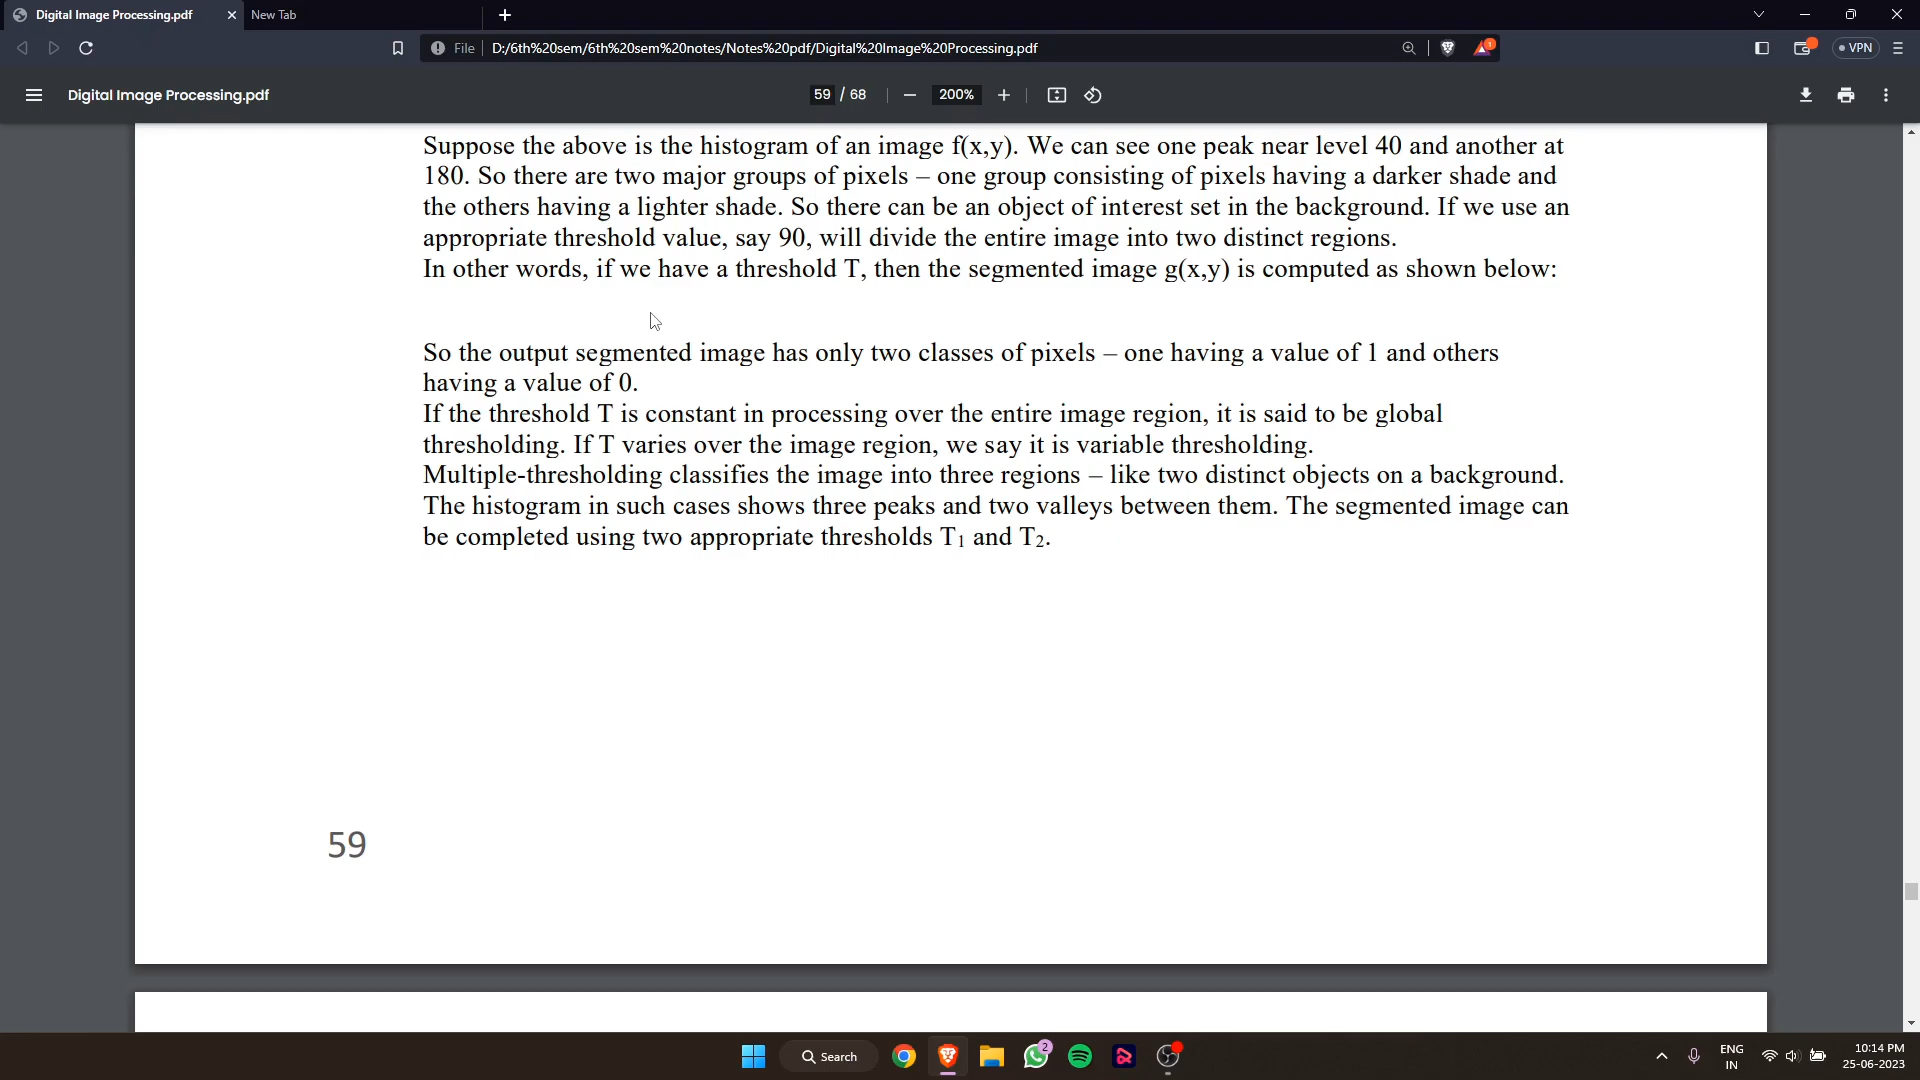 Digital Image Processing.pdf
New Tab
File
D:/6th%20sem/6th%20sem%20notes/Notes%20pdf/Digital%20Image%20Processing.pdf
1
VPN
Digital Image Processing.pdf
59 / 68
200%
Suppose the above is the histogram of an image f(x,y). We can see one peak near level 40 and another at
180. So there are two major groups of pixels – one group consisting of pixels having a darker shade and
the others having a lighter shade. So there can be an object of interest set in the background. If we use an
appropriate threshold value, say 90, will divide the entire image into two distinct regions.
In other words, if we have a threshold T, then the segmented image g(x,y) is computed as shown below:
So the output segmented image has only two classes of pixels – one having a value of 1 and others
having a value of 0.
If the threshold T is constant in processing over the entire image region, it is said to be global
thresholding. If T varies over the image region, we say it is variable thresholding.
Multiple-thresholding classifies the image into three regions – like two distinct objects on a background.
The histogram in such cases shows three peaks and two valleys between them. The segmented image can
be completed using two appropriate thresholds T1 and T2.
59
Search
2
ENG
IN
10:14 PM
25-06-2023